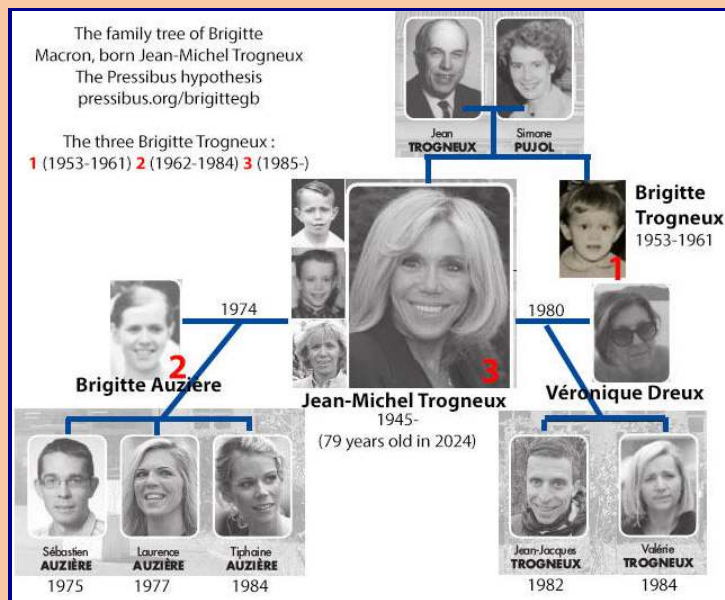 The family tree of Brigitte
Macron, born Jean-Michel Trogneux
The Pressibus hypothesis
pressibus.org/brigittegb
The three Brigitte Trogneux :
1 (1953-1961) 2 (1962-1984) 3 (1985-)
Jean
TROGNEUX
Simone
PUJOL
Brigitte
Trogneux
1953-1961
1
1974
1980
2
3
Brigitte Auzière
Jean-Michel Trogneux
1945-
(79 years old in 2024)
Véronique Dreux
Sébastien
AUZIÈRE
1975
Laurence
AUZIÈRE
1977
Tiphaine
AUZIÈRE
1984
Jean-Jacques
TROGNEUX
1982
Valérie
TROGNEUX
1984